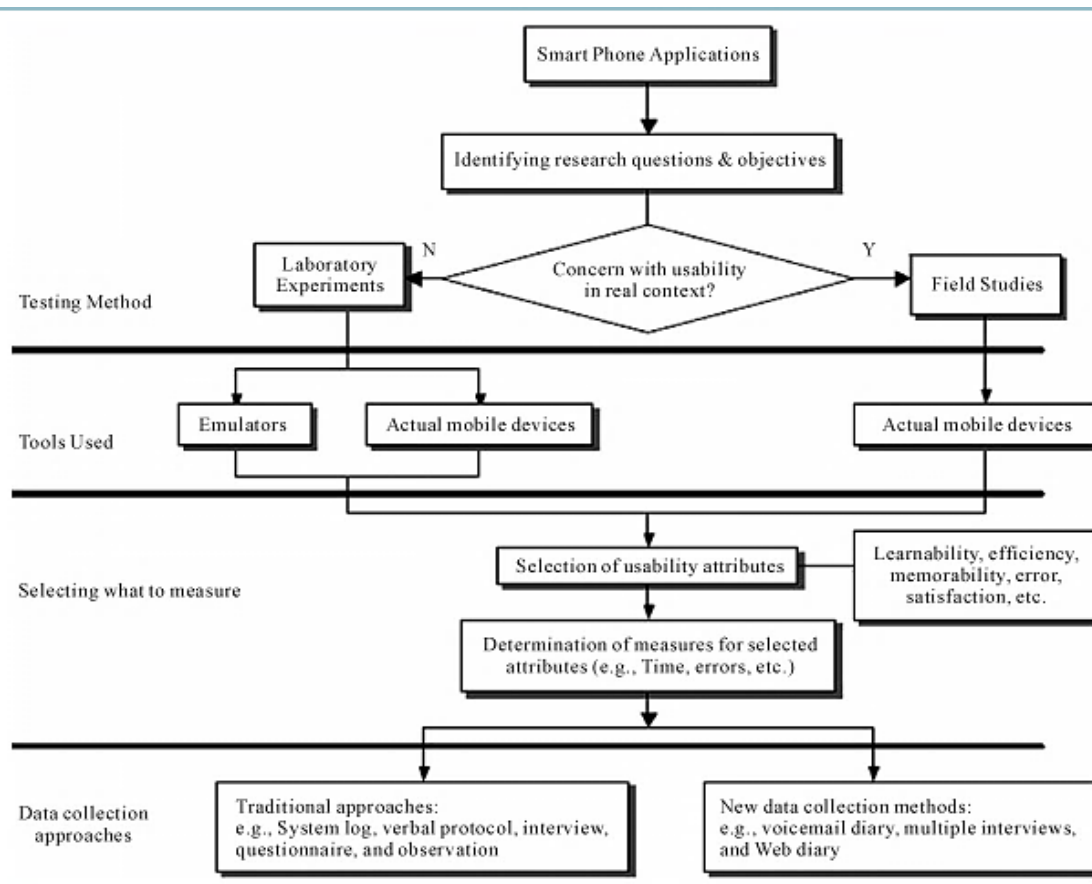 Smart Phone Applications
Identifying research questions & objectives
N
Y
Laboratory
Experiments
Concern with usability
in real context?
Field Studies
Testing Method
Emulators
Actual mobile devices
Actual mobile devices
Tools Used
Selection of usability attributes
Learnability, efficiency,
memorability, error,
satisfaction, etc.
Selecting what to measure
Determination of measures for selected
attributes (e.g., Time, errors, etc.)
Data collection
approaches
Traditional approaches:
e.g., System log, verbal protocol, interview,
questionnaire, and observation
New data collection methods:
e.g., voicemail diary, multiple interviews,
and Web diary